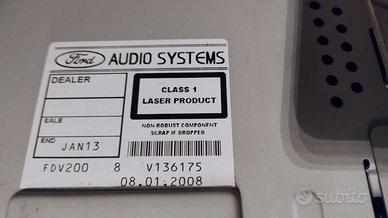 Ford AUDIO SYSTEMS
DEALER
CLASS 1
LASER PRODUCT
SALE
NON ROBUST COMPONENT
SCRAP IF DROPPED
END JAN13
FDV200 8 V136175
08.01.2008
subito